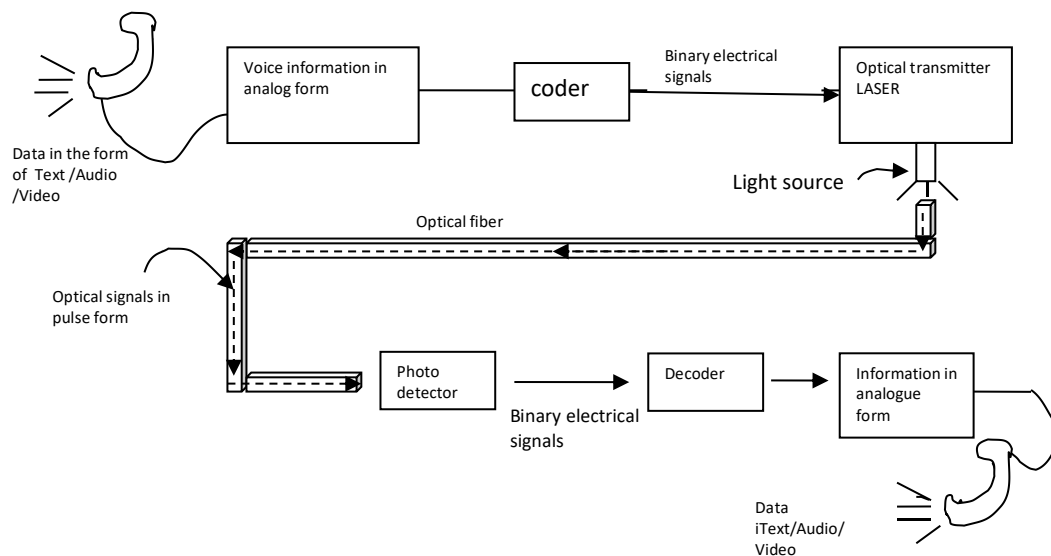 Voice information in
analog form
coder
Binary electrical
signals
Optical transmitter
LASER
Data in the form
of Text /Audio
/Video
Light source
Optical fiber
Optical signals in
pulse form
Photo
detector
Binary electrical
signals
Decoder
Information in
analogue
form
Data
iText/Audio/
Video